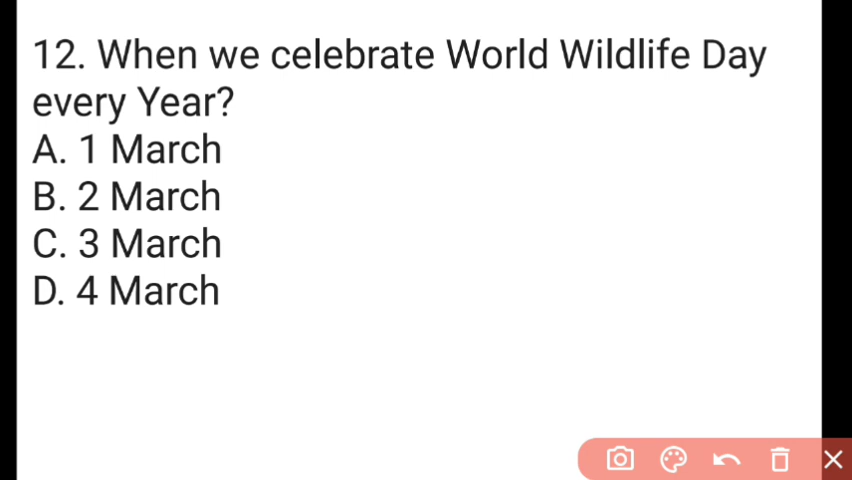 12. When we celebrate World Wildlife Day
every Year?
A. 1 March
B. 2 March
C. 3 March
D. 4 March